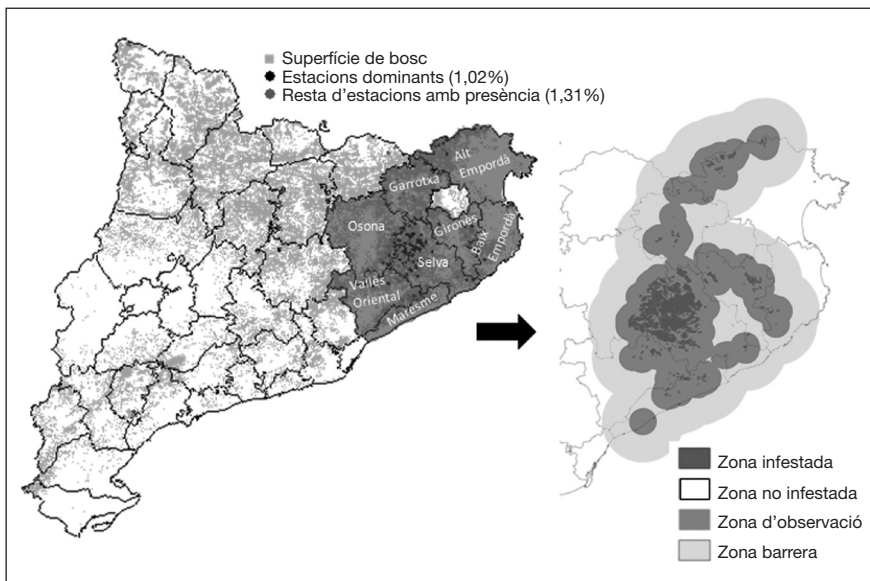 Superfície de bosc
Estacions dominants (1,02%)
Resta d'estacions amb presència (1,31%)
Alt
Empordà
Garrotxa
Osona
Gironès
Baix
Empordà
Selva
Vallès
Oriental
Maresme
Zona infestada
Zona no infestada
Zona d'observació
Zona barrera